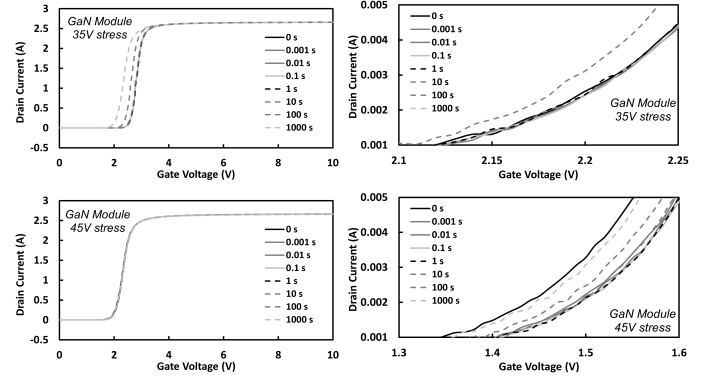 3
2.5
2
1.5
1
0.5
0
-0.5
Drain Current (A)
GaN Module
35V stress
0 s
0.001 s
0.01 s
0.1 s
1 s
10 s
100 s
1000 s
0 2 4 6 8 10
Gate Voltage (V)
0.005
0.004
0.003
0.002
0.001
Drain Current (A)
0 s
0.001 s
0.01 s
0.1 s
1 s
10 s
100 s
1000 s
GaN Module
35V stress
2.1 2.15 2.2 2.25
Gate Voltage (V)
3
2.5
2
1.5
1
0.5
0
-0.5
Drain Current (A)
GaN Module
45V stress
0 s
0.001 s
0.01 s
0.1 s
1 s
10 s
100 s
1000 s
0 2 4 6 8 10
Gate Voltage (V)
0.005
0.004
0.003
0.002
0.001
Drain Current (A)
0 s
0.001 s
0.01 s
0.1 s
1 s
10 s
100 s
1000 s
GaN Module
45V stress
1.3 1.4 1.5 1.6
Gate Voltage (V)